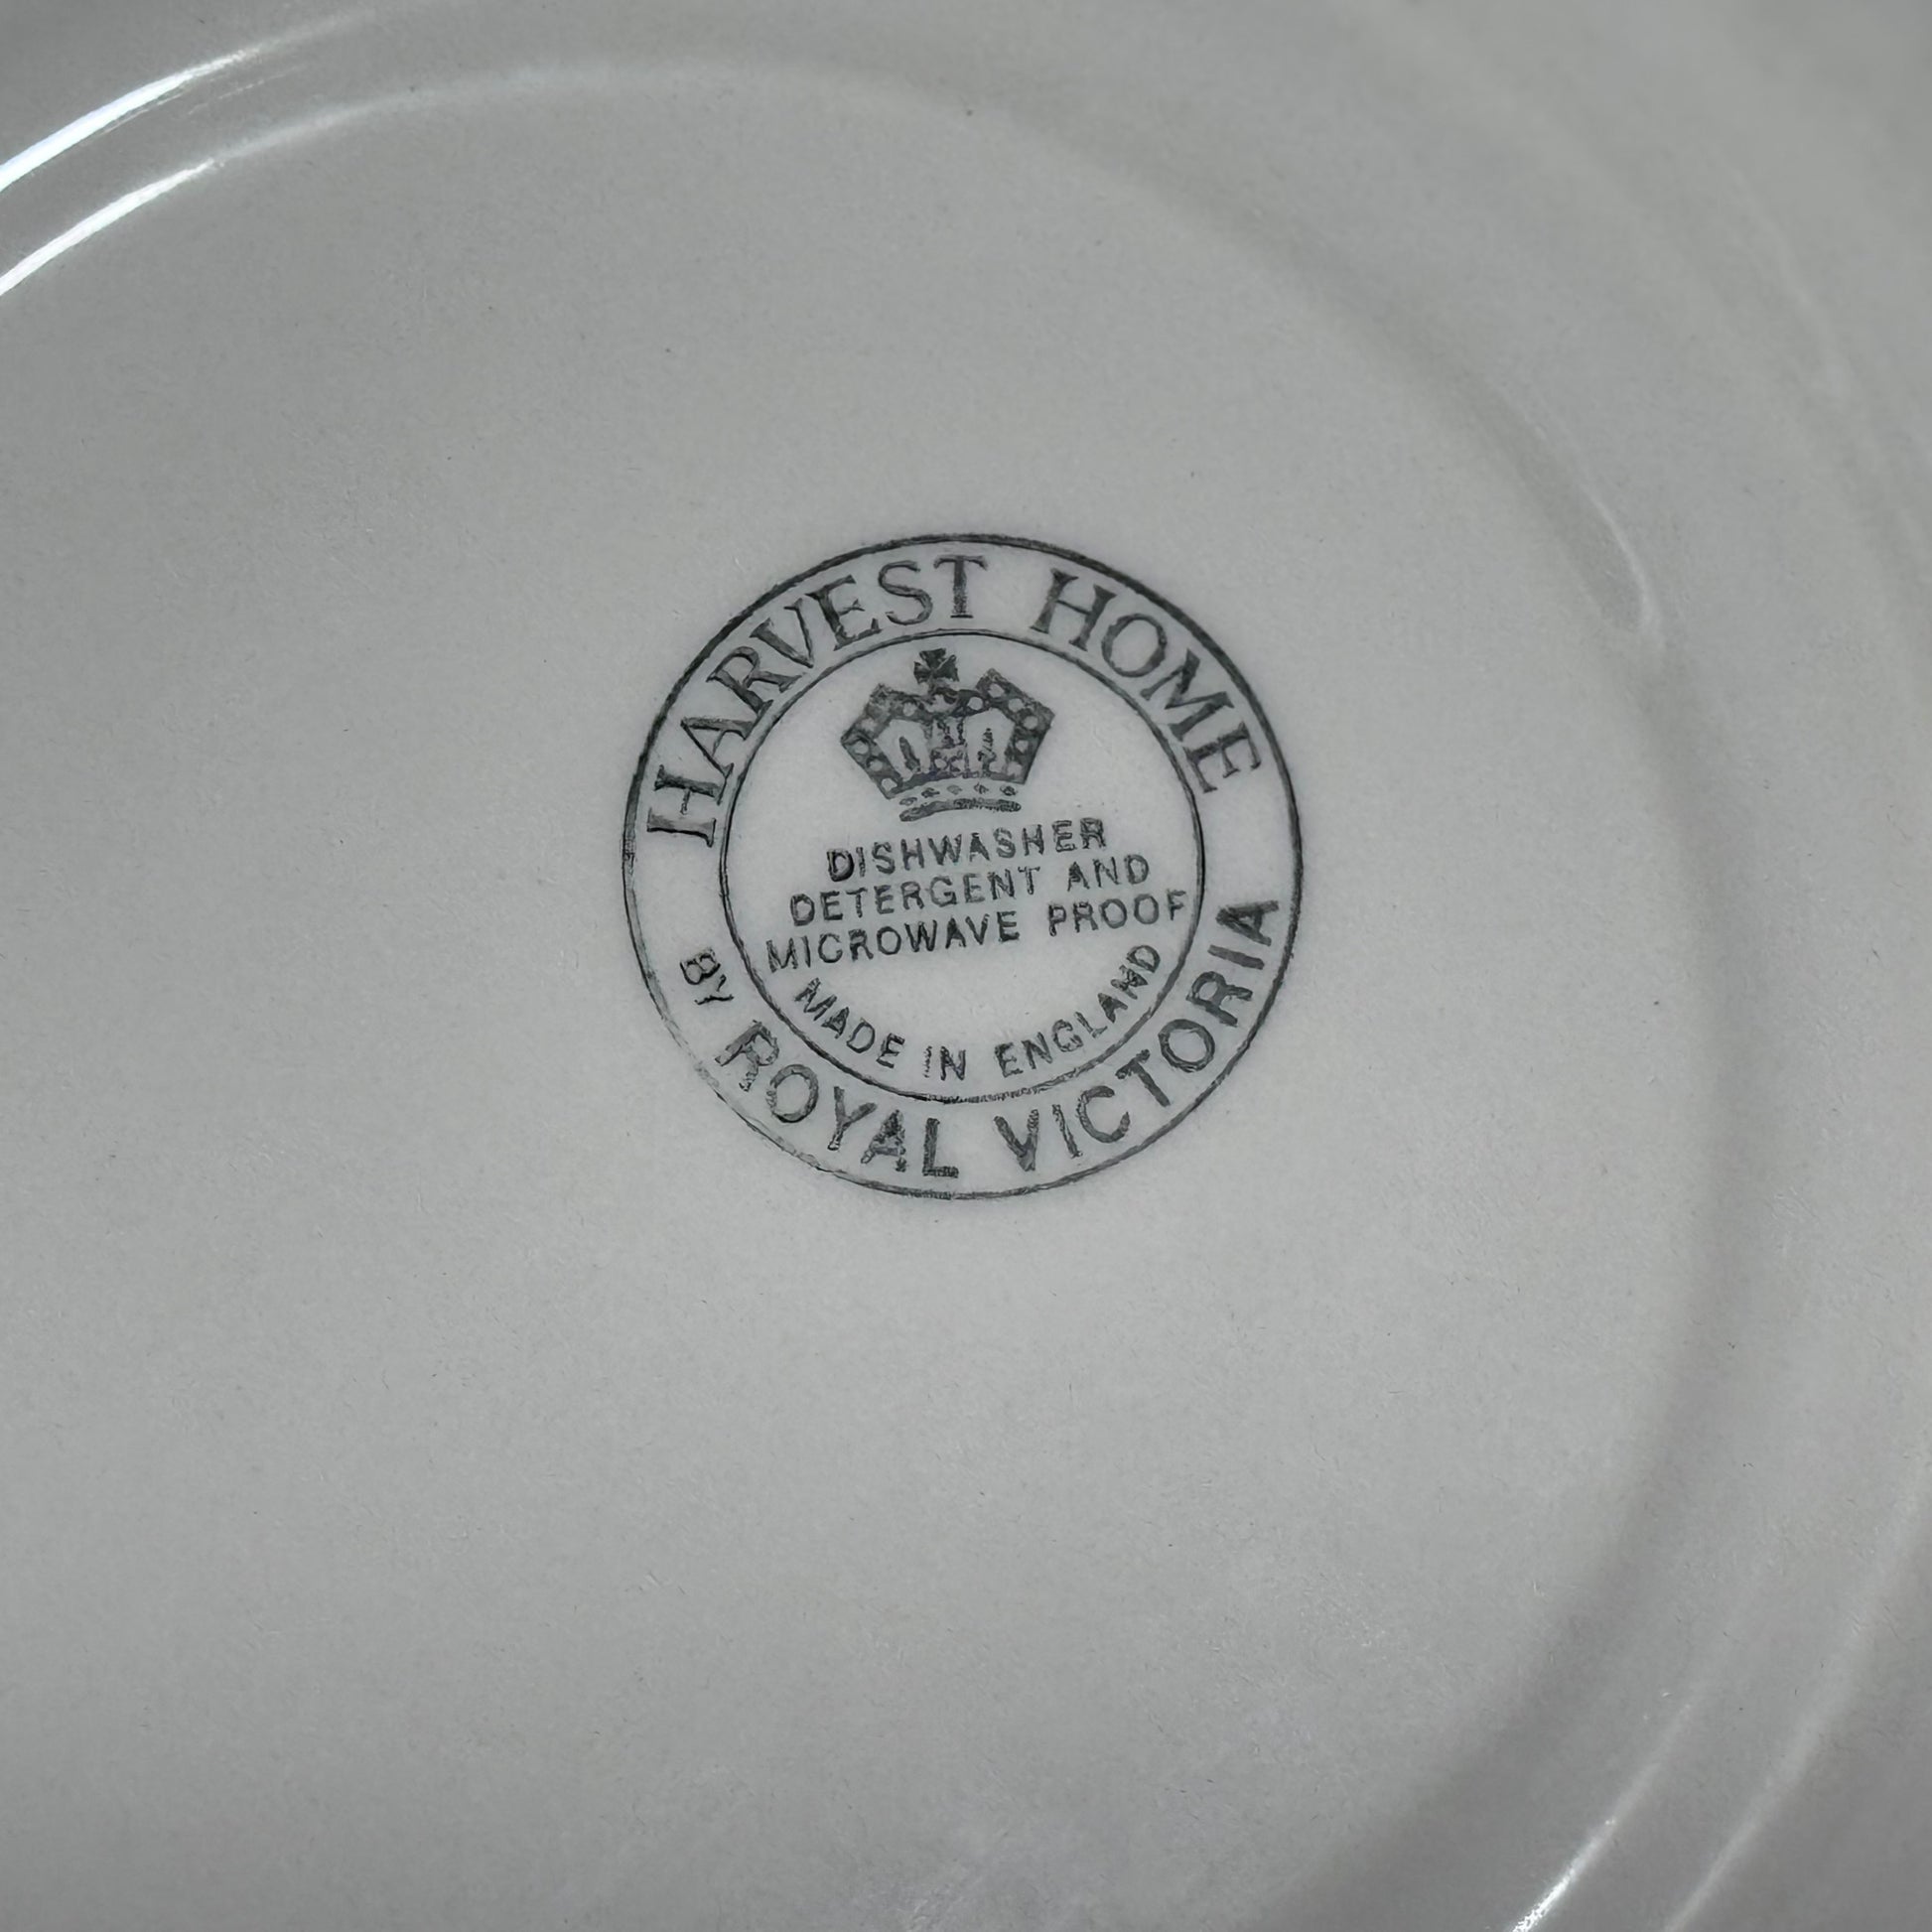 HARVEST HOME
DISHWASHER
DETERGENT AND
MICROWAVE PROOF
MADE IN ENGLAND
BY ROYAL VICTORIA